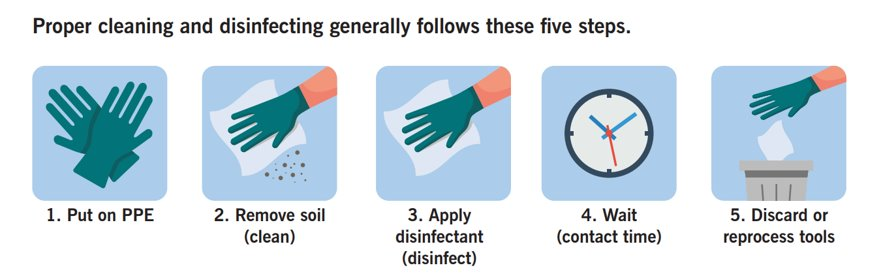 Proper cleaning and disinfecting generally follows these five steps.
1. Put on PPE
2. Remove soil
(clean)
3. Apply
disinfectant
(disinfect)
4. Wait
(contact time)
5. Discard or
reprocess tools